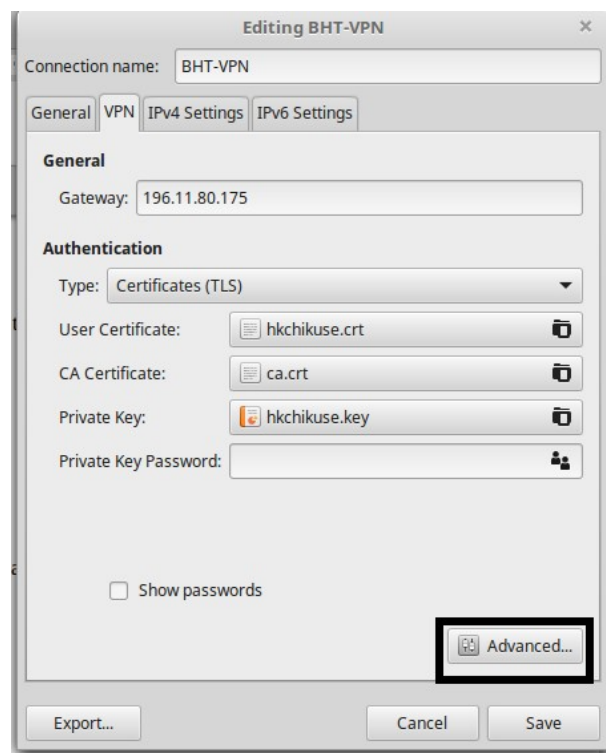 Editing BHT-VPN
Connection name: BHT-VPN
General VPN IPv4 Settings IPv6 Settings
General
Gateway: 196.11.80.175
Authentication
Type: Certificates (TLS)
User Certificate: hkchikuse.crt
CA Certificate: ca.crt
Private Key: hkchikuse.key
Private Key Password:
Show passwords
Advanced...
Export... Cancel Save